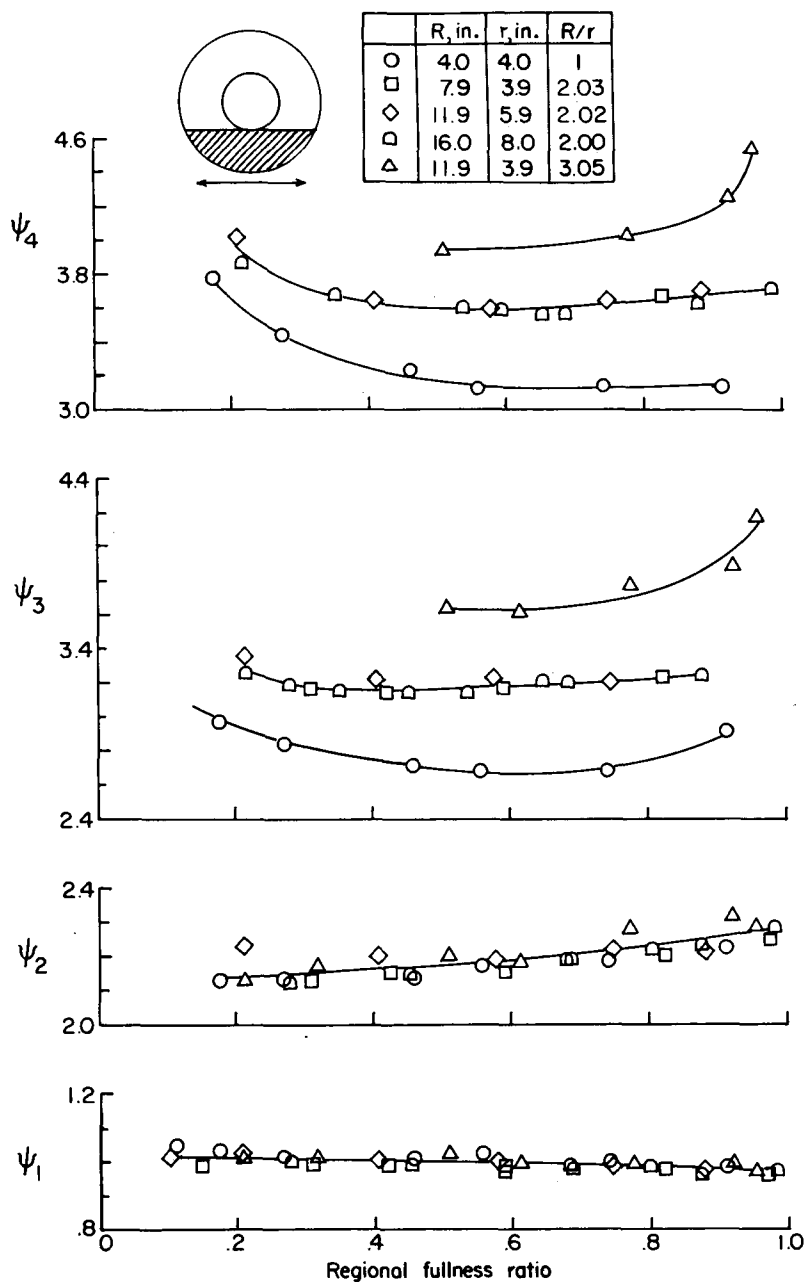 R, in. r, in. R/r
4.0 4.0 1
7.9 3.9 2.03
11.9 5.9 2.02
16.0 8.0 2.00
11.9 3.9 3.05
4.6
ψ4
3.8
3.0
4.4
ψ3
3.4
2.4
2.4
ψ2
2.0
1.2
ψ1
.8
0 .2 .4 .6 .8 1.0
Regional fullness ratio